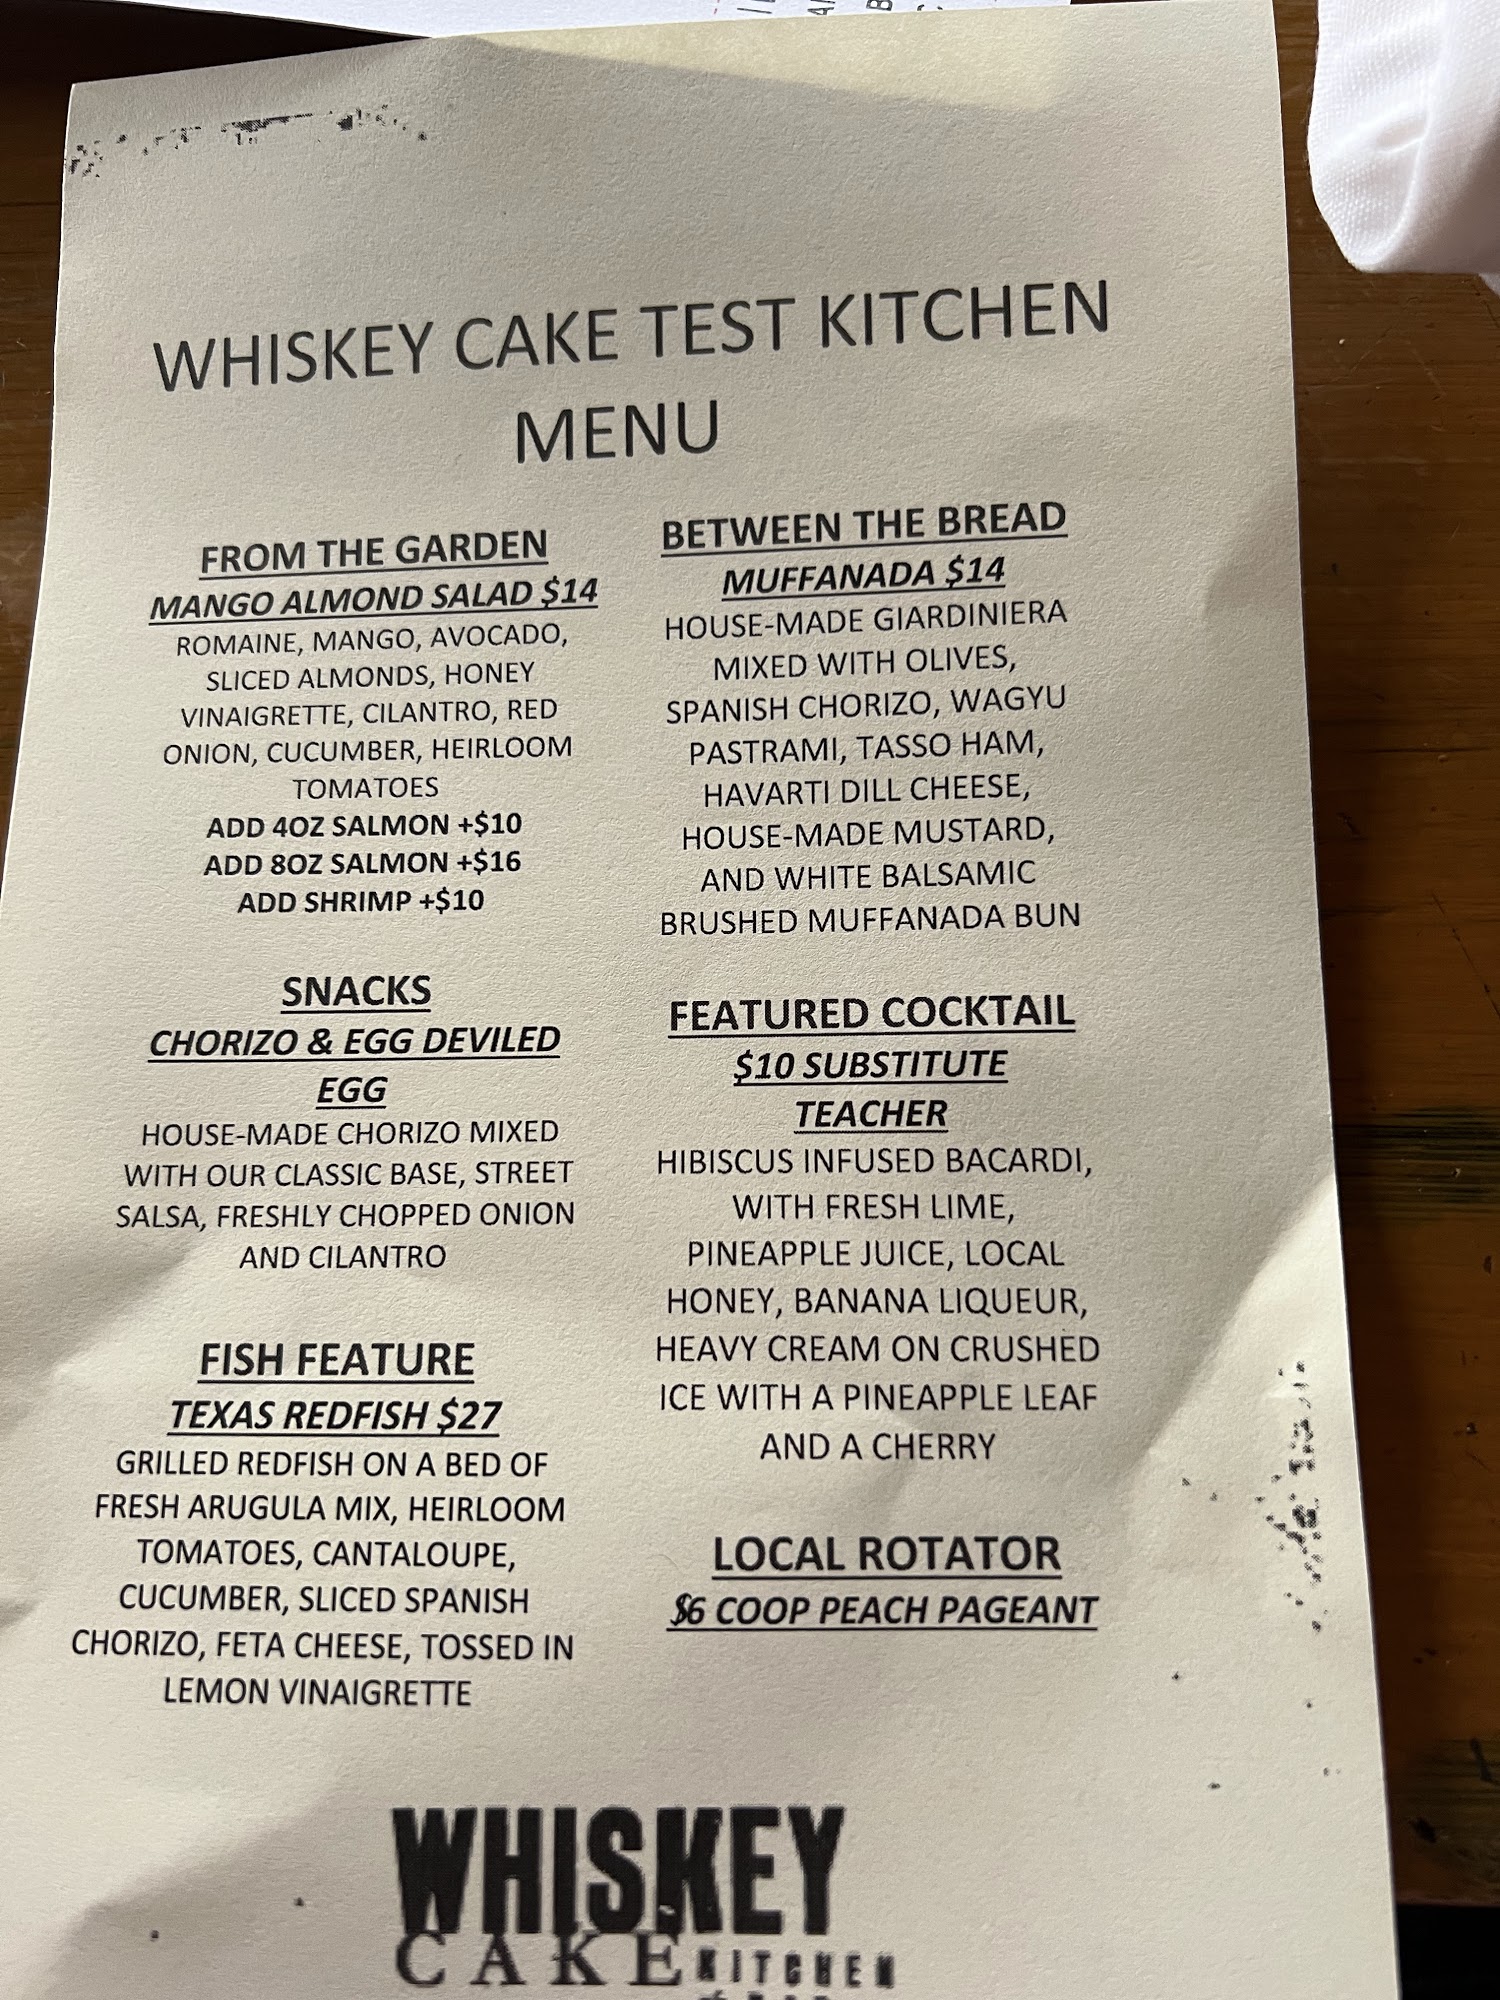 WHISKEY CAKE TEST KITCHEN
MENU
FROM THE GARDEN
MANGO ALMOND SALAD $14
ROMAINE, MANGO, AVOCADO,
SLICED ALMONDS, HONEY
VINAIGRETTE, CILANTRO, RED
ONION, CUCUMBER, HEIRLOOM
TOMATOES
ADD 4OZ SALMON +$10
ADD 8OZ SALMON +$16
ADD SHRIMP +$10
SNACKS
CHORIZO & EGG DEVILED
EGG
HOUSE-MADE CHORIZO MIXED
WITH OUR CLASSIC BASE, STREET
SALSA, FRESHLY CHOPPED ONION
AND CILANTRO
FISH FEATURE
TEXAS REDFISH $27
GRILLED REDFISH ON A BED OF
FRESH ARUGULA MIX, HEIRLOOM
TOMATOES, CANTALOUPE,
CUCUMBER, SLICED SPANISH
CHORIZO, FETA CHEESE, TOSSED IN
LEMON VINAIGRETTE
BETWEEN THE BREAD
MUFFANADA $14
HOUSE-MADE GIARDINIERA
MIXED WITH OLIVES,
SPANISH CHORIZO, WAGYU
PASTRAMI, TASSO HAM,
HAVARTI DILL CHEESE,
HOUSE-MADE MUSTARD,
AND WHITE BALSAMIC
BRUSHED MUFFANADA BUN
FEATURED COCKTAIL
$10 SUBSTITUTE
TEACHER
HIBISCUS INFUSED BACARDI,
WITH FRESH LIME,
PINEAPPLE JUICE, LOCAL
HONEY, BANANA LIQUEUR,
HEAVY CREAM ON CRUSHED
ICE WITH A PINEAPPLE LEAF
AND A CHERRY
LOCAL ROTATOR
$6 COOP PEACH PAGEANT
WHISKEY
CAKE KITCHEN